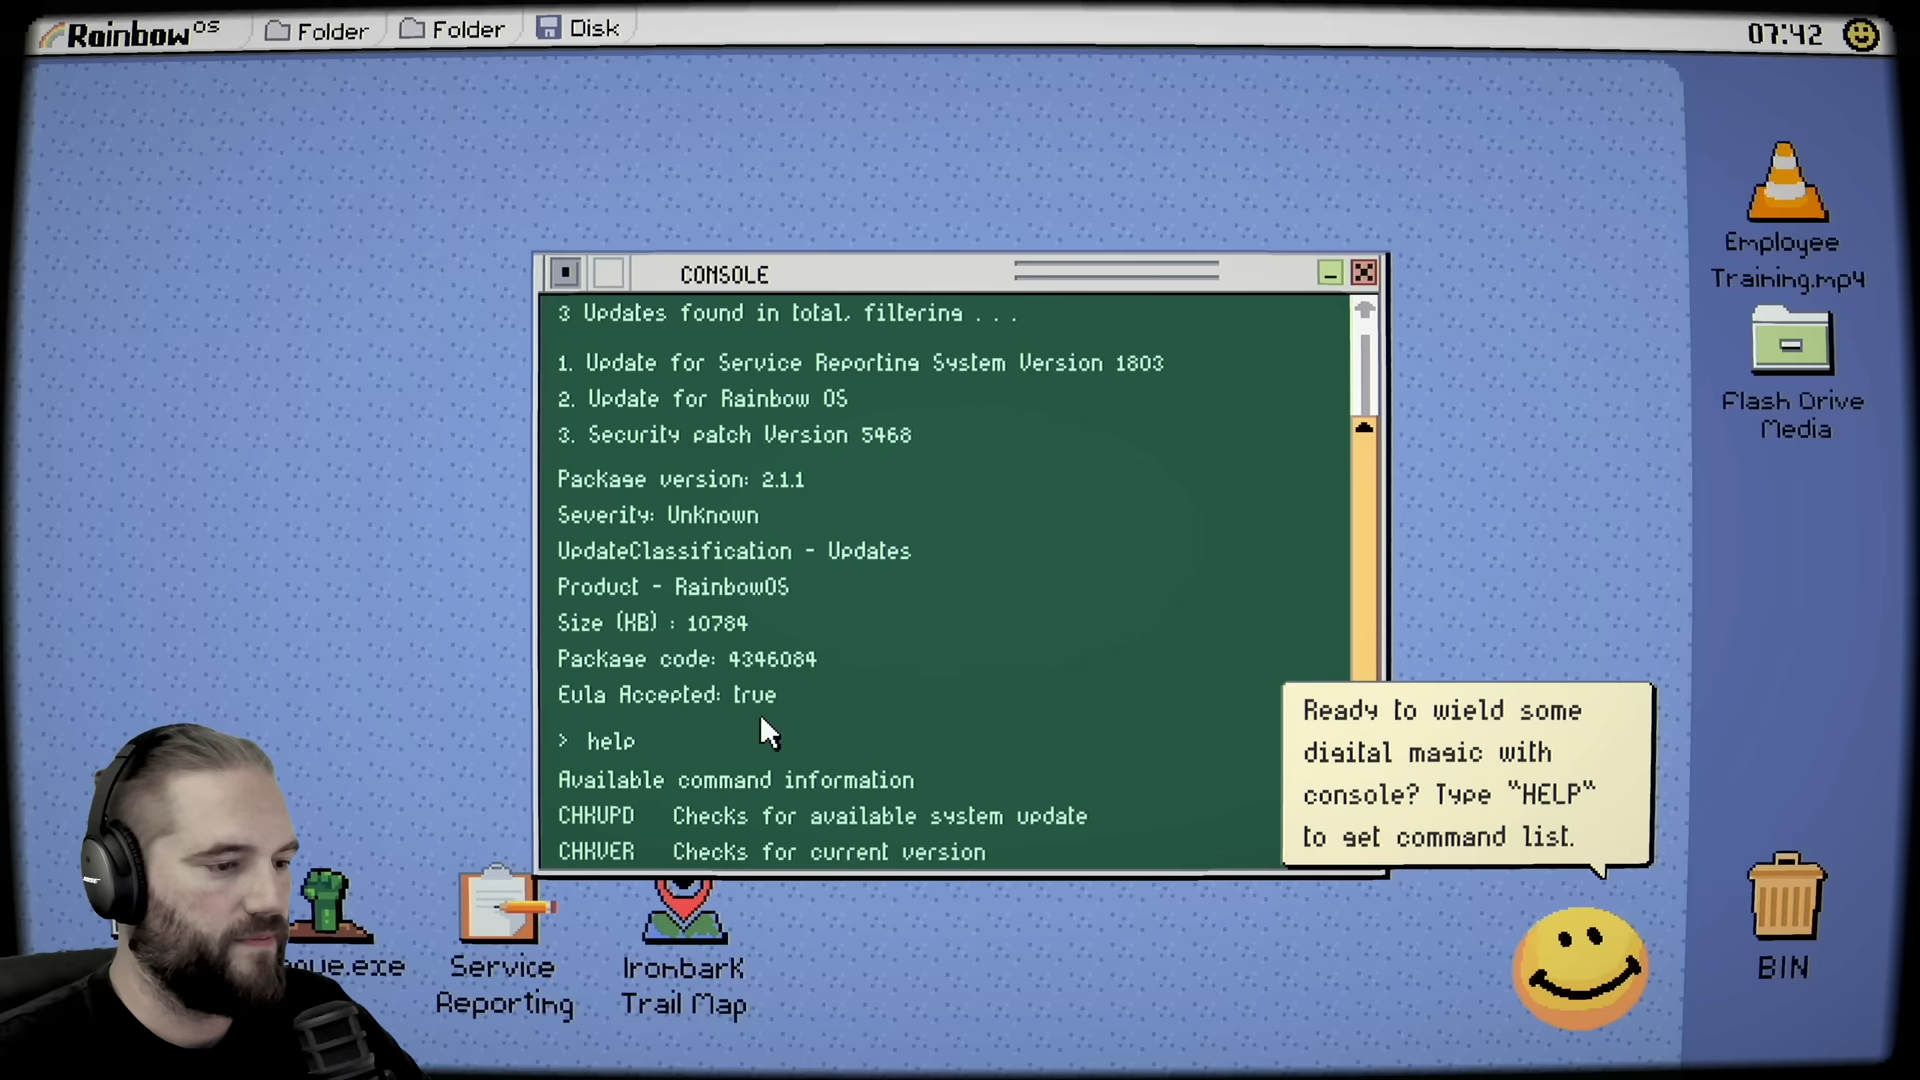 RainbowOS
Folder
Folder
Disk
07:42
Employee
Training.mp4
Flash Drive
Media
CONSOLE
3 Updates found in total, filtering . . .
1. Update for Service Reporting System Version 1803
2. Update for Rainbow OS
3. Security patch Version 5468
Package version: 2.1.1
Severity: Unknown
UpdateClassification - Updates
Product - RainbowOS
Size (KB) : 10784
Package code: 4346084
Eula Accepted: true
> help
Available command information
CHKUPD Checks for available system update
CHKVER Checks for current version
Ready to wield some
digital magic with
console? Type "HELP"
to get command list.
Service
Reporting
Ironbark
Trail Map
BIN